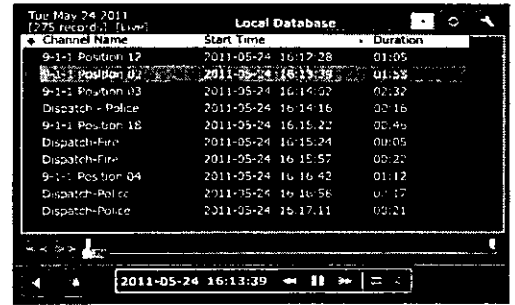 Tue May 24 2011
[275 records] [Live]
Local Database
Channel Name Start Time Duration
9-1-1 Position 12 2011-05-24 16:12:28 01:05
9-1-1 Position 2011-05-24 16:13:39 01:58
9-1-1 Position 03 2011-05-24 16:14:02 02:32
Dispatch - Police 2011-05-24 16:14:16 00:16
9-1-1 Position 18 2011-05-24 16:15:22 00:46
Dispatch-Fire 2011-05-24 16:15:24 00:05
Dispatch-Fire 2011-05-24 16:15:57 00:22
9-1-1 Position 04 2011-05-24 16:16:42 01:12
Dispatch-Police 2011-05-24 16:16:56 00:17
Dispatch-Police 2011-05-24 16:17:11 00:21
2011-05-24 16:13:39